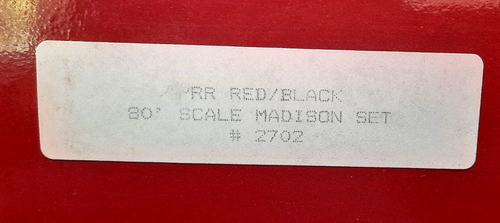 PRR RED/BLACK
80' SCALE MADISON SET
# 2702